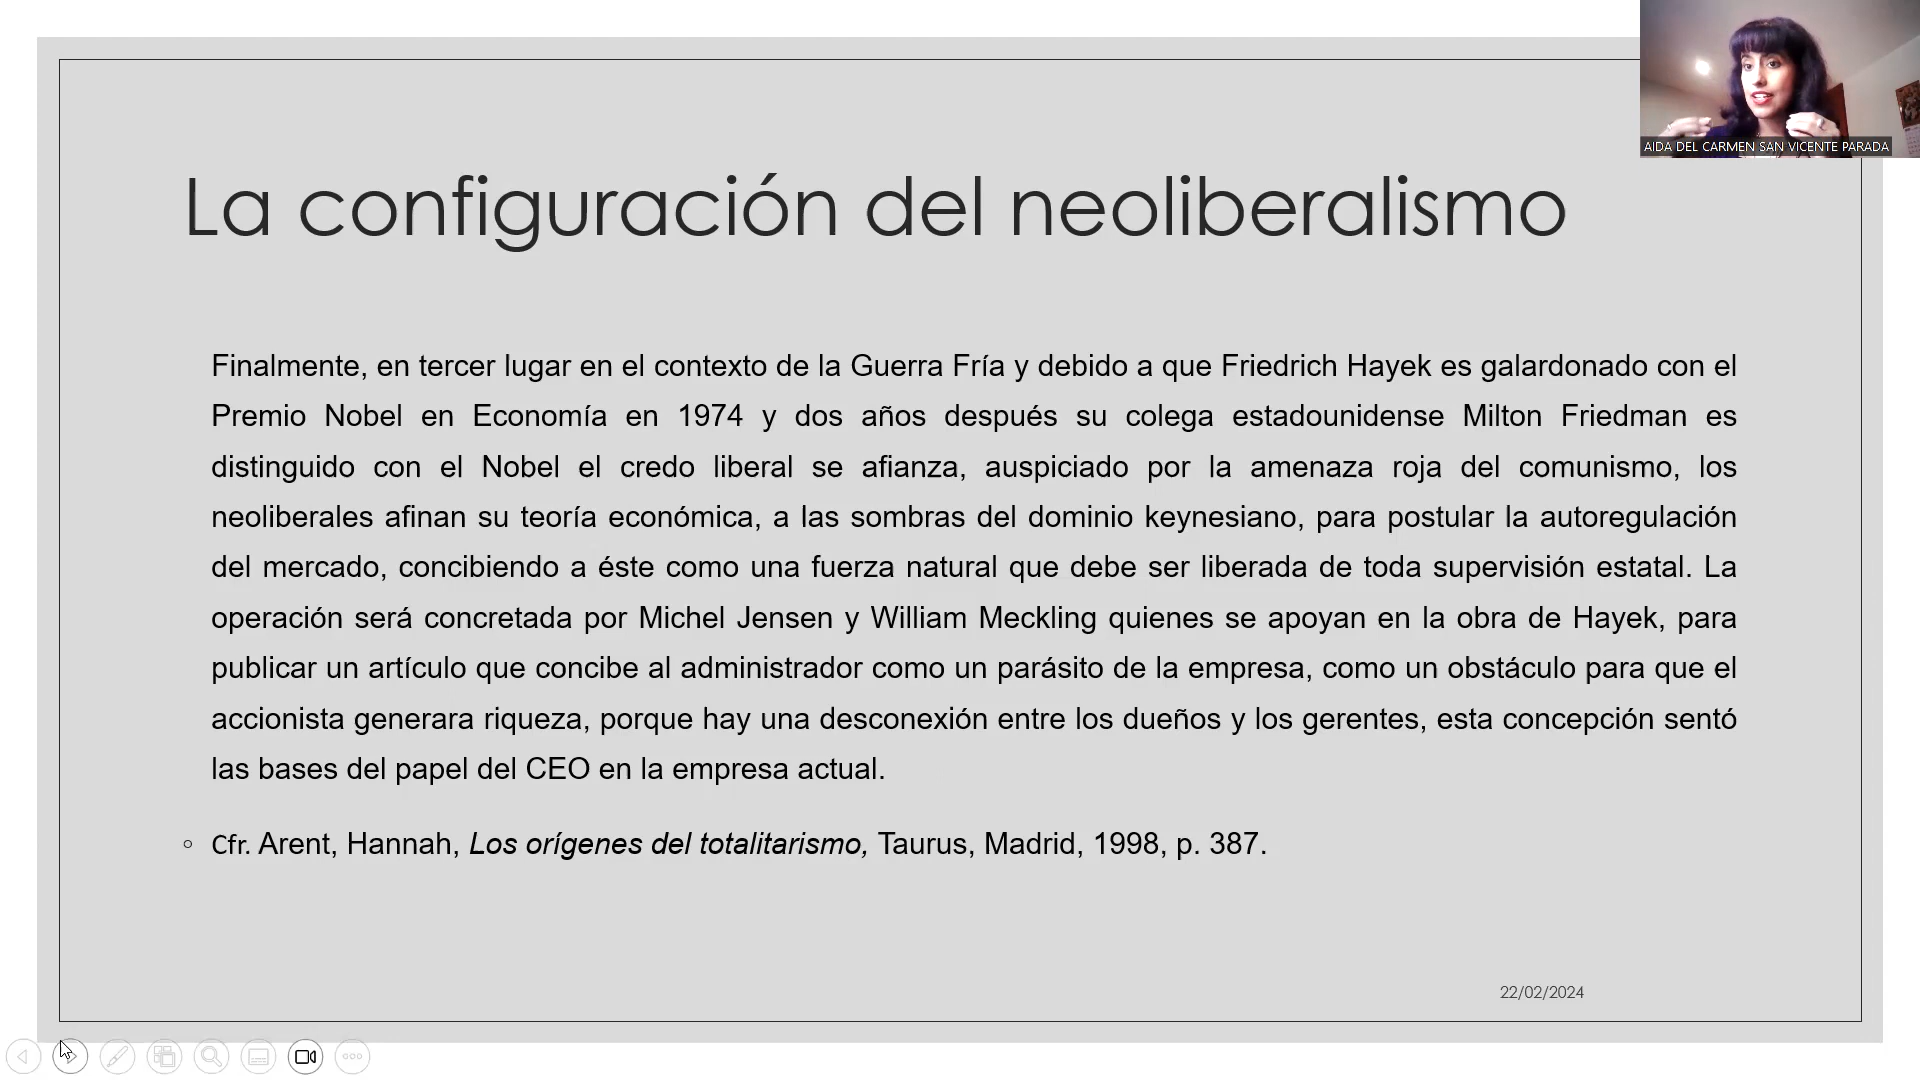 AIDA DEL CARMEN SAN VICENTE PARADA
La configuración del neoliberalismo
Finalmente, en tercer lugar en el contexto de la Guerra Fría y debido a que Friedrich Hayek es galardonado con el
Premio Nobel en Economía en 1974 y dos años después su colega estadounidense Milton Friedman es
distinguido con el Nobel el credo liberal se afianza, auspiciado por la amenaza roja del comunismo, los
neoliberales afinan su teoría económica, a las sombras del dominio keynesiano, para postular la autoregulación
del mercado, concibiendo a éste como una fuerza natural que debe ser liberada de toda supervisión estatal. La
operación será concretada por Michel Jensen y William Meckling quienes se apoyan en la obra de Hayek, para
publicar un artículo que concibe al administrador como un parásito de la empresa, como un obstáculo para que el
accionista generara riqueza, porque hay una desconexión entre los dueños y los gerentes, esta concepción sentó
las bases del papel del CEO en la empresa actual.
◦ Cfr. Arent, Hannah, Los orígenes del totalitarismo, Taurus, Madrid, 1998, p. 387.
22/02/2024